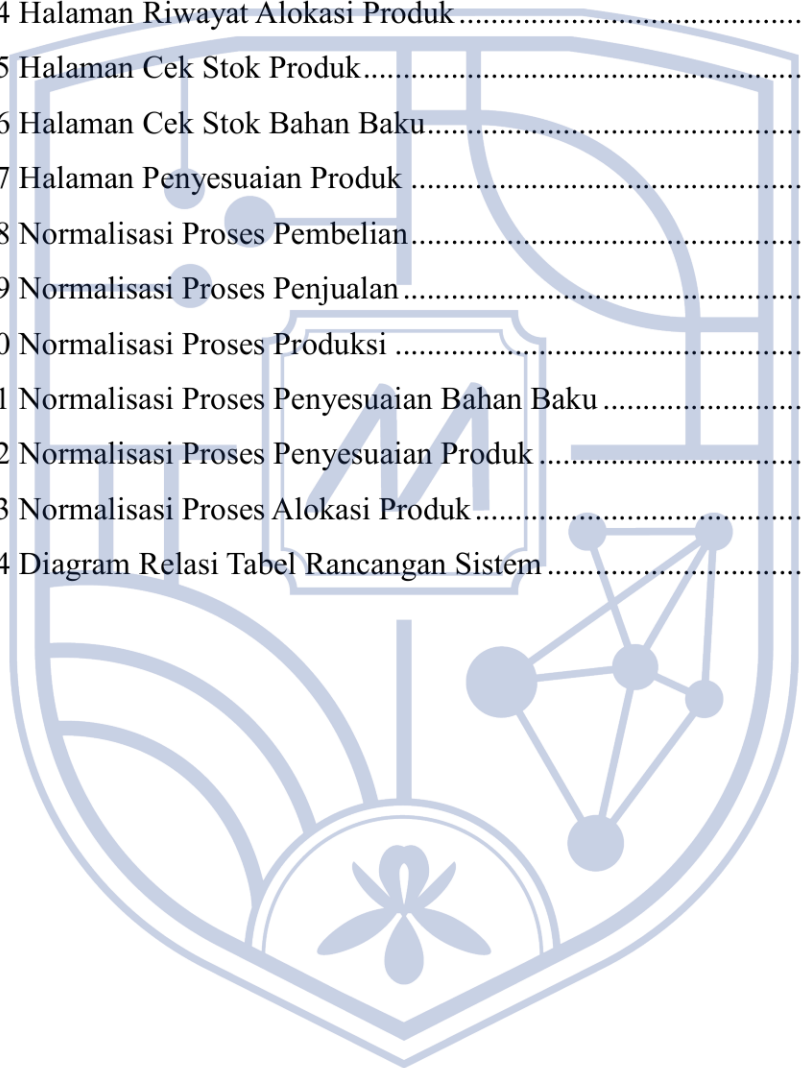 4 Halaman Riwayat Alokasi Produk............................................
5 Halaman Cek Stok Produk........................................................
6 Halaman Cek Stok Bahan Baku................................................
7 Halaman Penyesuaian Produk ..................................................
8 Normalisasi Proses Pembelian..................................................
9 Normalisasi Proses Penjualan ...................................................
0 Normalisasi Proses Produksi ....................................................
1 Normalisasi Proses Penyesuaian Bahan Baku .........................
2 Normalisasi Proses Penyesuaian Produk .................................
3 Normalisasi Proses Alokasi Produk..........................................
4 Diagram Relasi Tabel Rancangan Sistem ................................